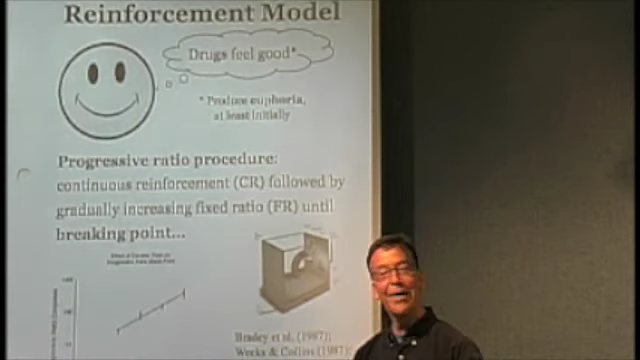 Reinforcement Model
Drugs feel good*
* Produce euphoria,
at least initially
Progressive ratio procedure:
continuous reinforcement (CR) followed by
gradually increasing fixed ratio (FR) until
breaking point...
Bradey et al. (1987);
Weeks & Collins (1987);